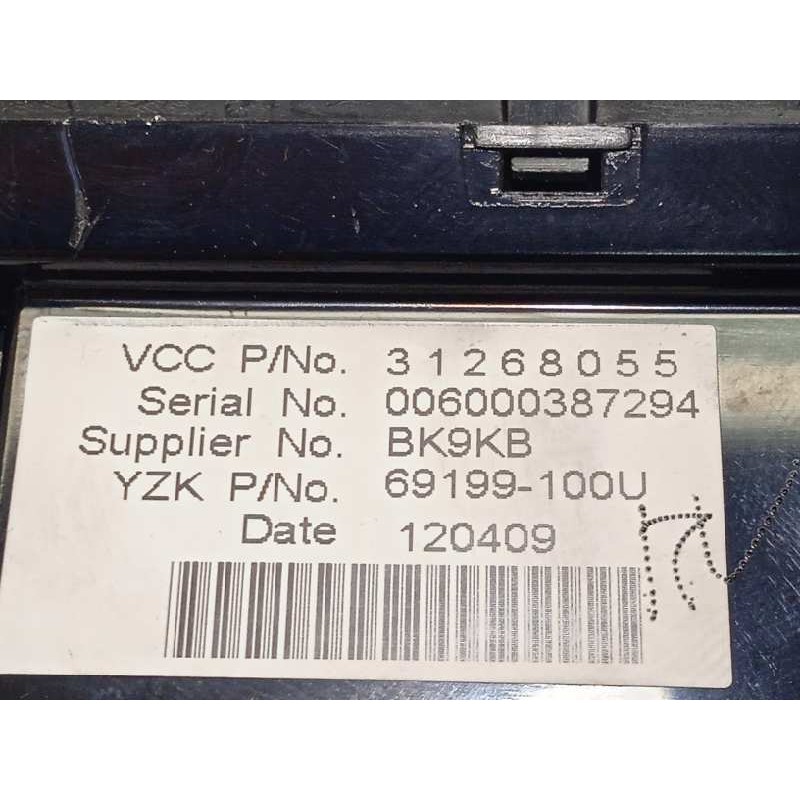 VCC P/No. 31268055
Serial No. 006000387294
Supplier No. BK9KB
YZK P/No. 69199-100U
Date 120409